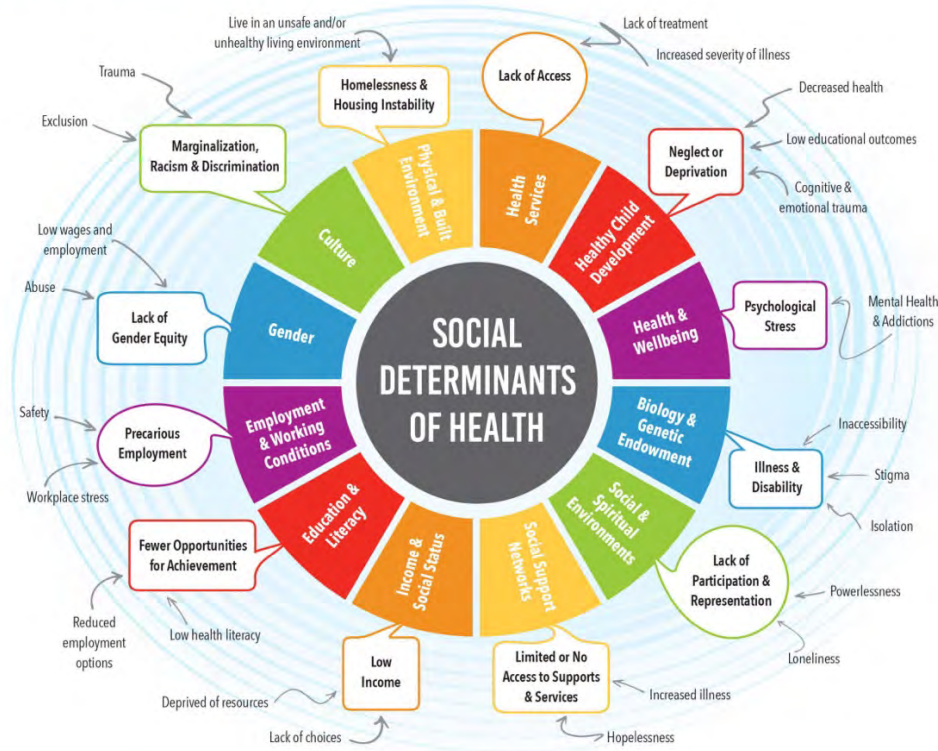 SOCIAL
DETERMINANTS
OF HEALTH
Health
Services
Lack of Access
Lack of treatment
Increased severity of illness
Healthy Child
Development
Neglect or
Deprivation
Decreased health
Low educational outcomes
Cognitive &
emotional trauma
Health &
Wellbeing
Psychological
Stress
Mental Health
& Addictions
Biology &
Genetic
Endowment
Illness &
Disability
Inaccessibility
Stigma
Isolation
Social &
Spiritual
Environments
Lack of
Participation &
Representation
Powerlessness
Loneliness
Social Support
Networks
Limited or No
Access to Supports
& Services
Increased illness
Hopelessness
Income &
Social Status
Low
Income
Deprived of resources
Lack of choices
Education &
Literacy
Fewer Opportunities
for Achievement
Reduced
employment
options
Low health literacy
Employment
& Working
Conditions
Precarious
Employment
Safety
Workplace stress
Gender
Lack of
Gender Equity
Low wages and
employment
Abuse
Culture
Marginalization,
Racism & Discrimination
Trauma
Exclusion
Physical & Built
Environment
Homelessness &
Housing Instability
Live in an unsafe and/or
unhealthy living environment